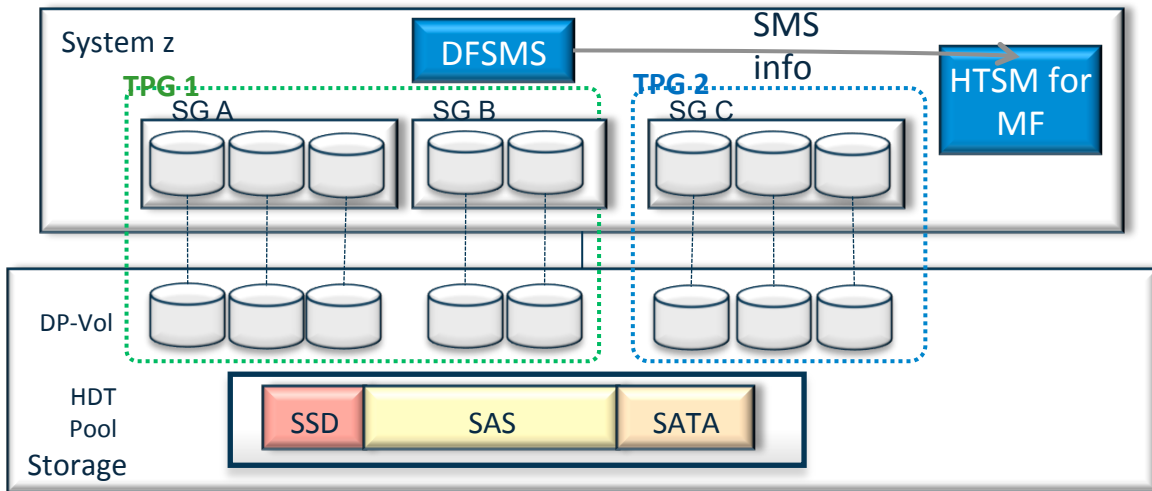 System z
DFSMS
SMS
info
HTSM for
MF
TPG 1
TPG 2
SG A
SG B
SG C
DP-Vol
HDT
Pool
SSD
SAS
SATA
Storage